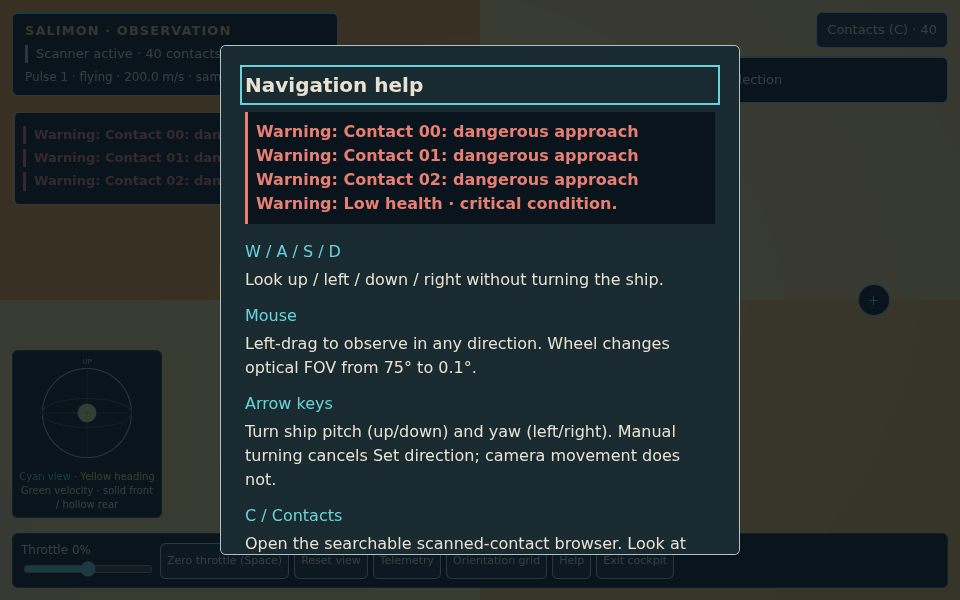 SALIMON · OBSERVATION
Scanner active · 40 contacts
Pulse 1 · flying · 200.0 m/s · sam
Contacts (C) · 40
lection
Warning: Contact 00: dan
Warning: Contact 01: dan
Warning: Contact 02: dan
Navigation help
Warning: Contact 00: dangerous approach
Warning: Contact 01: dangerous approach
Warning: Contact 02: dangerous approach
Warning: Low health · critical condition.
W / A / S / D
Look up / left / down / right without turning the ship.
Mouse
Left-drag to observe in any direction. Wheel changes
optical FOV from 75° to 0.1°.
Arrow keys
Turn ship pitch (up/down) and yaw (left/right). Manual
turning cancels Set direction; camera movement does
not.
C / Contacts
Open the searchable scanned-contact browser. Look at
UP
Cyan view · Yellow heading
Green velocity · solid front
/ hollow rear
Throttle 0%
Zero throttle (Space)
Reset view
Telemetry
Orientation grid
Help
Exit cockpit